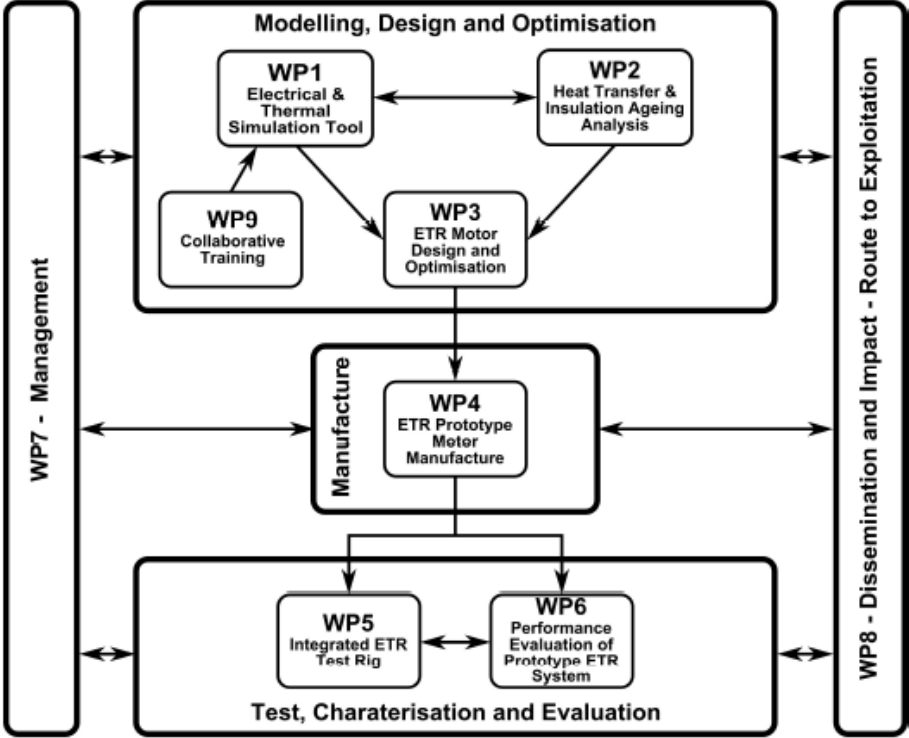 Modelling, Design and Optimisation
WP1
Electrical &
Thermal
Simulation Tool
WP2
Heat Transfer &
Insulation Ageing
Analysis
WP9
Collaborative
Training
WP3
ETR Motor
Design and
Optimisation
WP7 - Management
Manufacture
WP4
ETR Prototype
Motor
Manufacture
WP8 - Dissemination and Impact - Route to Exploitation
WP5
Integrated ETR
Test Rig
WP6
Performance
Evaluation of
Prototype ETR
System
Test, Charaterisation and Evaluation